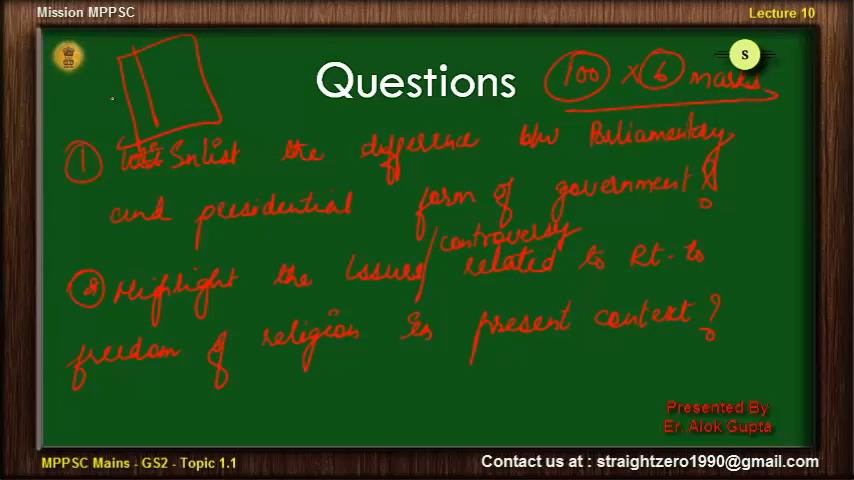 Mission MPPSC
Lecture 10
S
Questions
100 x 6 marks
1 Enlist the difference b/w Parliamentary
and presidential form of government?
2 Highlight the Issues/controversy related to Rt. to
freedom of religion in present context?
Presented By
Er. Alok Gupta
MPPSC Mains - GS2 - Topic 1.1
Contact us at : straightzero1990@gmail.com